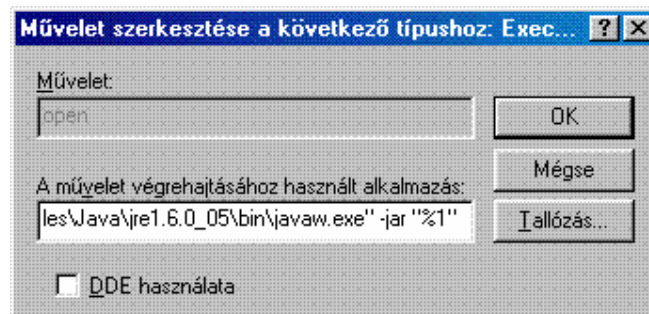 Művelet szerkesztése a következő típushoz: Exec... ? ×
Művelet:
open
OK
Mégse
A művelet végrehajtásához használt alkalmazás:
les\Java\jre1.6.0_05\bin\javaw.exe" -jar "%1"
Tallózás...
DDE használata